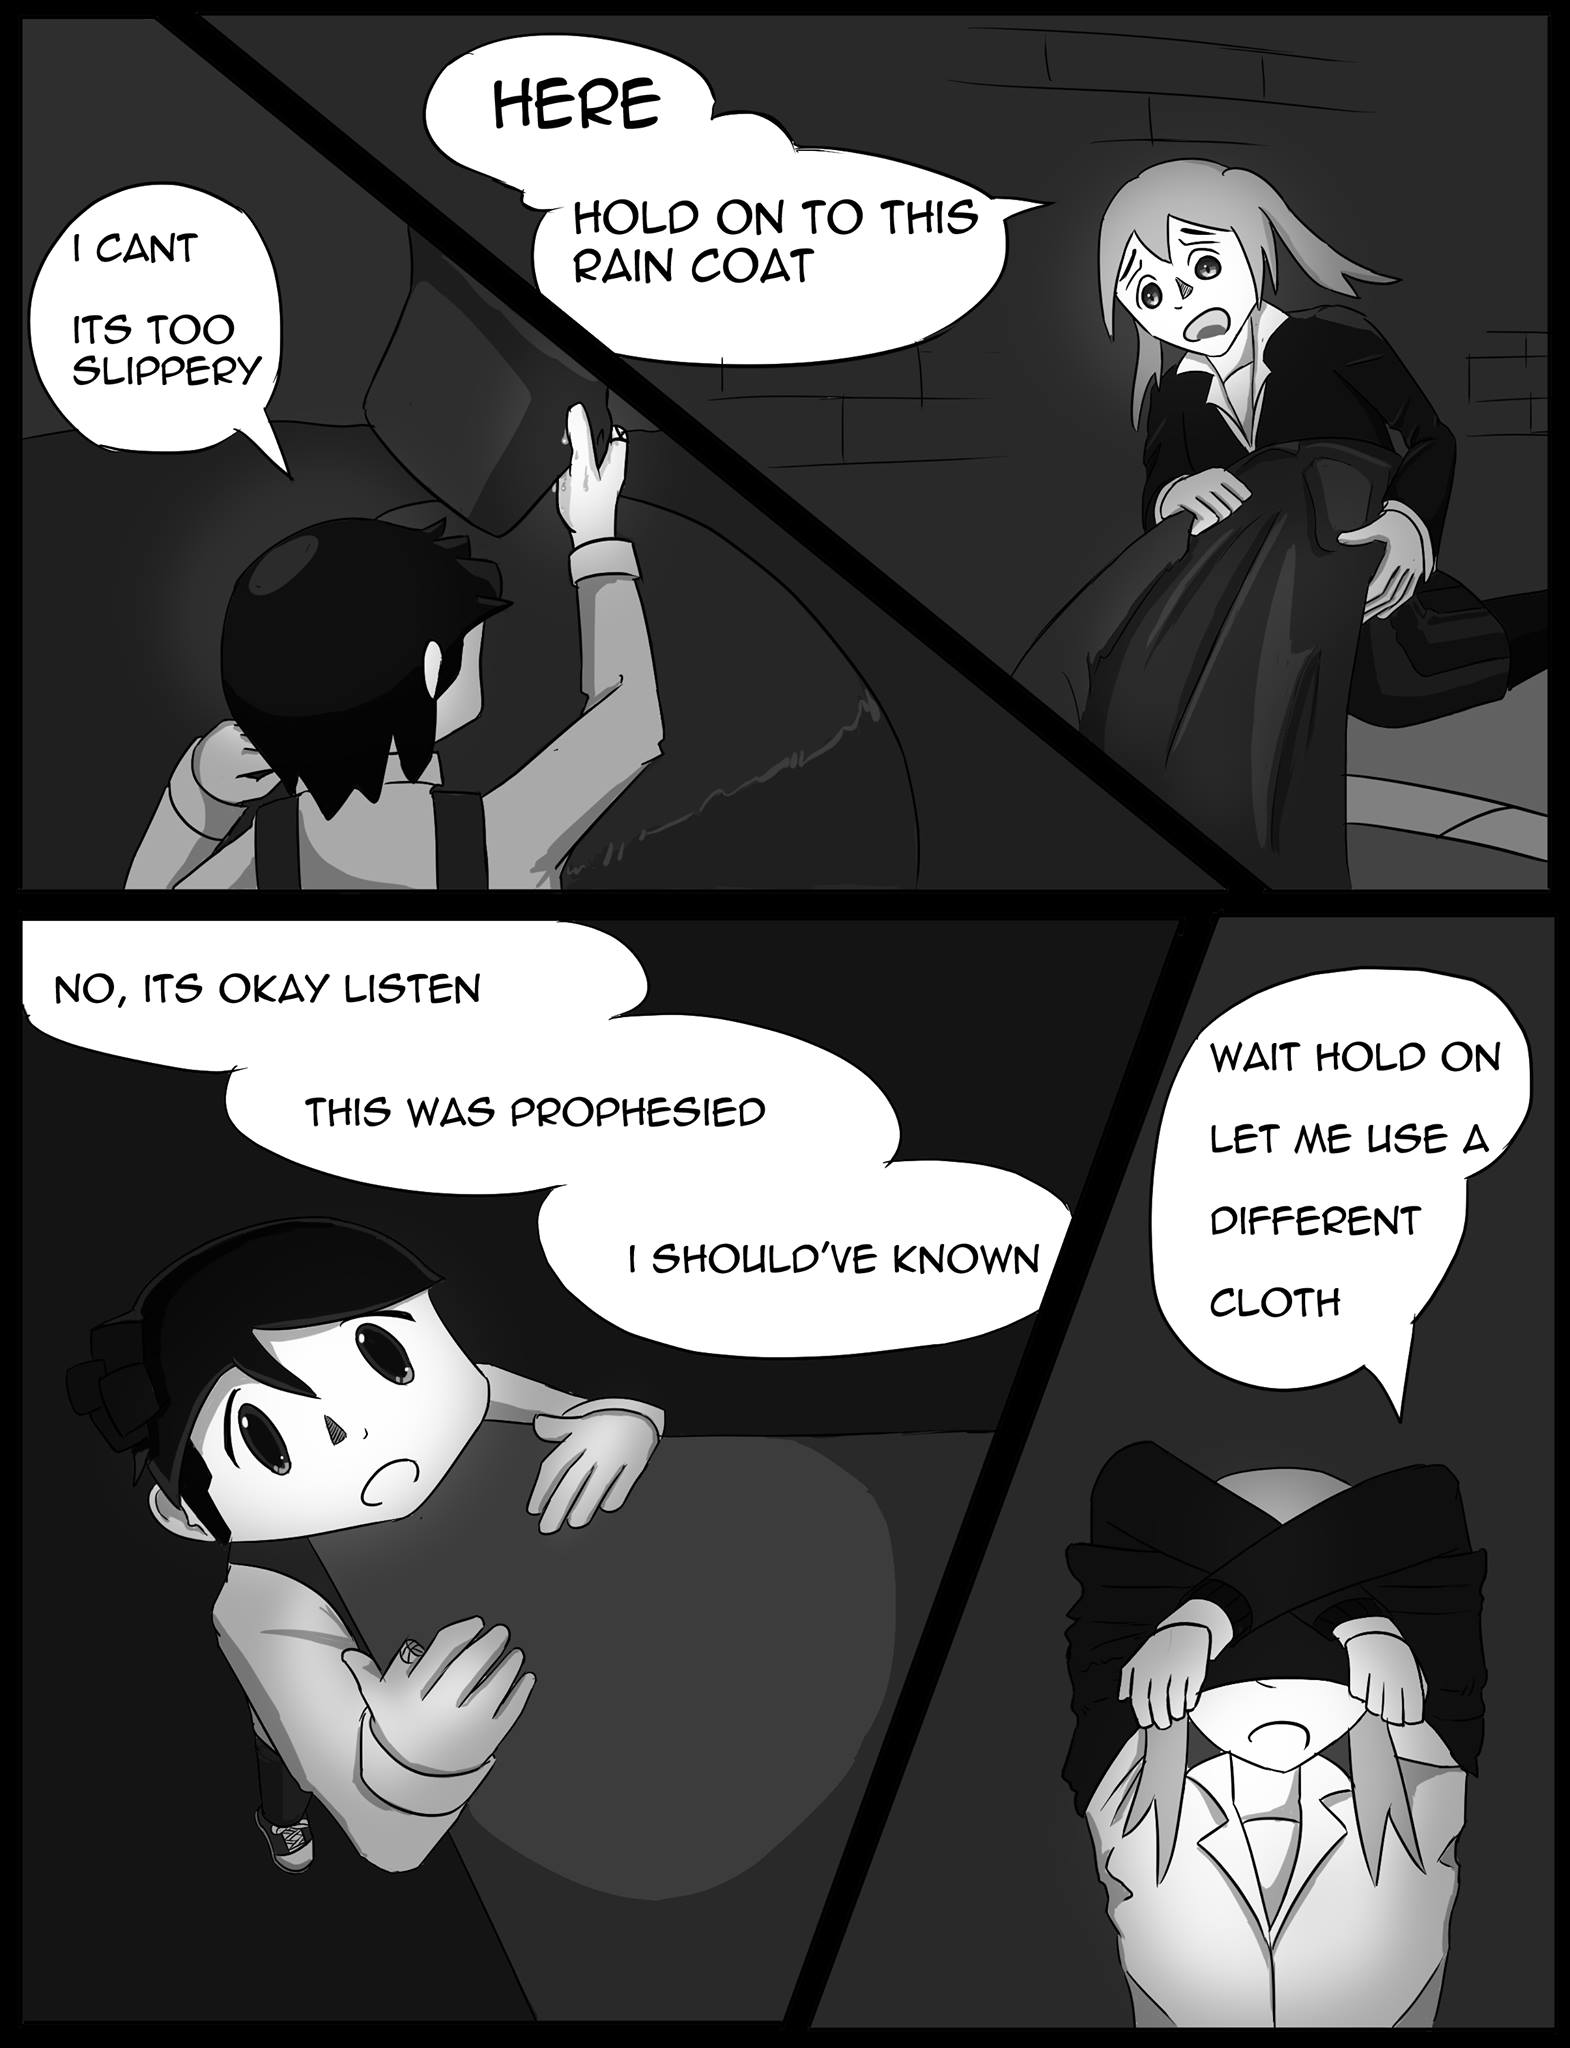 HERE
HOLD ON TO THIS
RAIN COAT
I CANT
ITS TOO
SLIPPERY
NO, ITS OKAY LISTEN
THIS WAS PROPHESIED
I SHOULD'VE KNOWN
WAIT HOLD ON
LET ME USE A
DIFFERENT
CLOTH